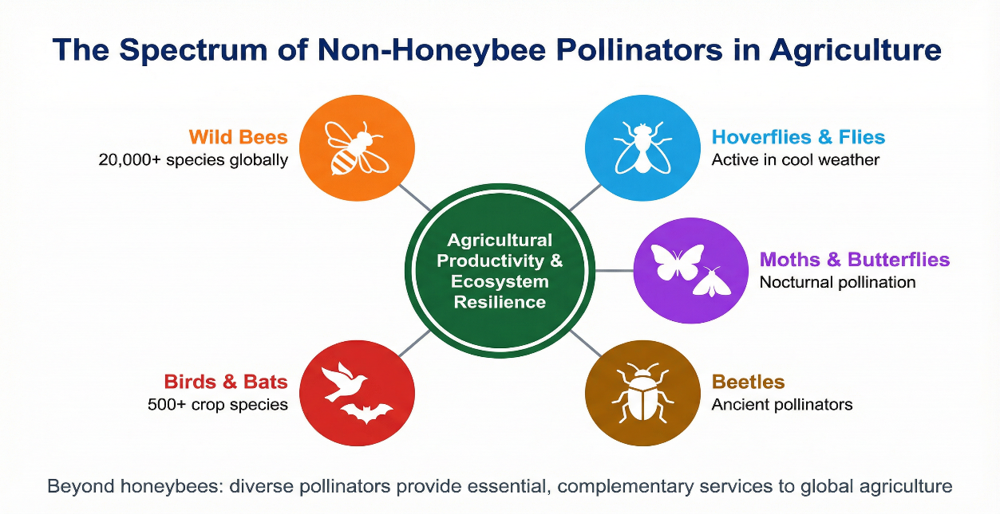 The Spectrum of Non-Honeybee Pollinators in Agriculture
Wild Bees
20,000+ species globally
Hoverflies & Flies
Active in cool weather
Agricultural
Productivity &
Ecosystem
Resilience
Moths & Butterflies
Nocturnal pollination
Birds & Bats
500+ crop species
Beetles
Ancient pollinators
Beyond honeybees: diverse pollinators provide essential, complementary services to global agriculture